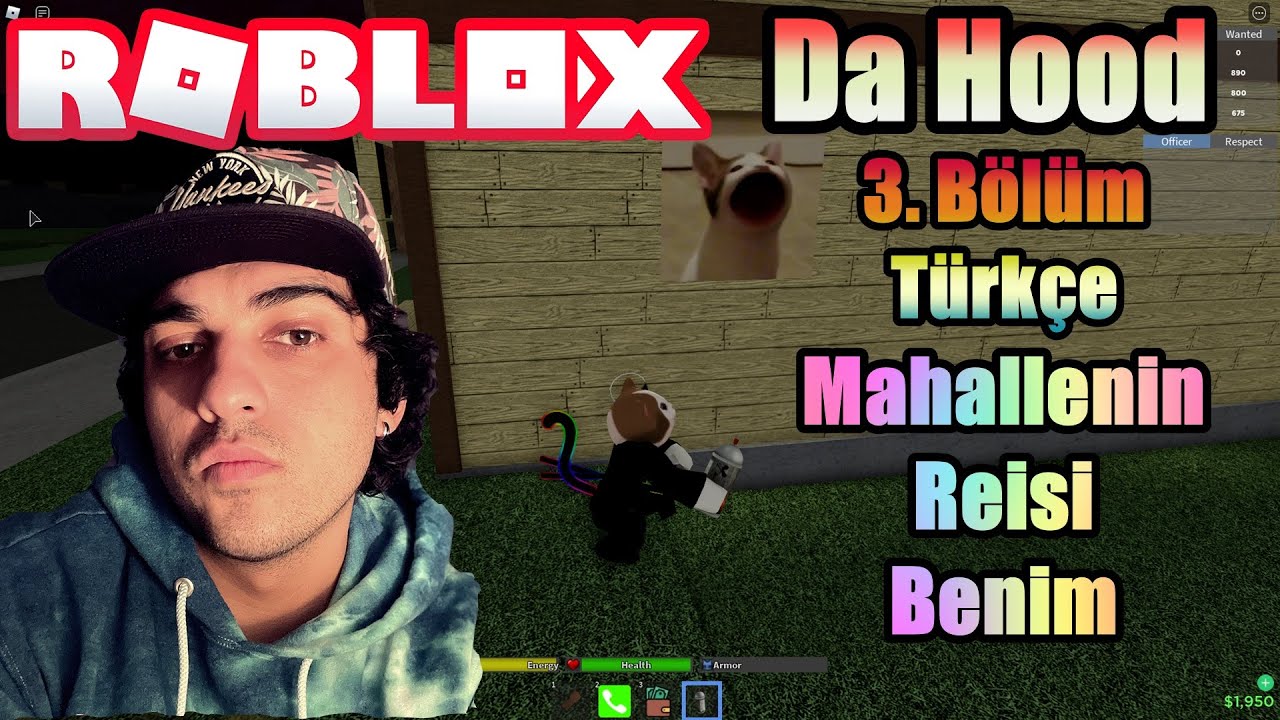 ROBLOX
Da Hood
3. Bölüm
Türkçe
Mahallenin
Reisi
Benim
NEW YORK
Yankees
Wanted
0
890
800
675
Officer Respect
Energy Health Armor
1 2 3
$1,950